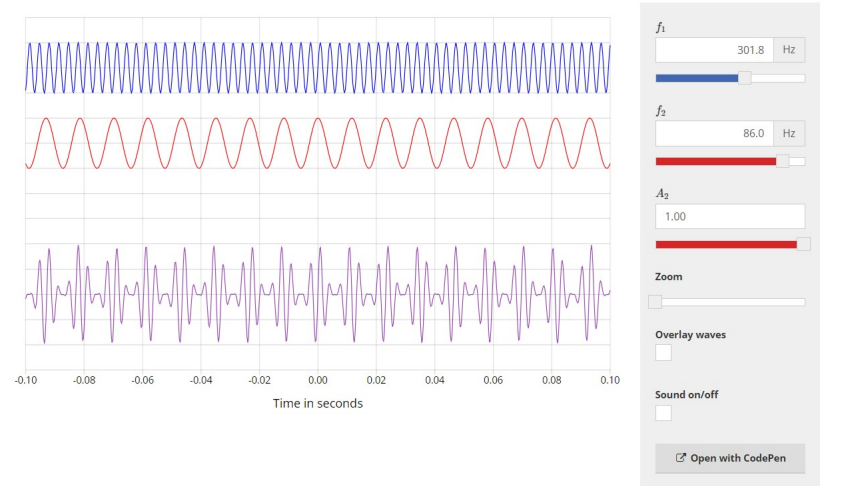 f1
301.8 Hz
f2
86.0 Hz
A2
1.00
Zoom
Overlay waves
Sound on/off
Open with CodePen
-0.10 -0.08 -0.06 -0.04 -0.02 0.00 0.02 0.04 0.06 0.08 0.10
Time in seconds